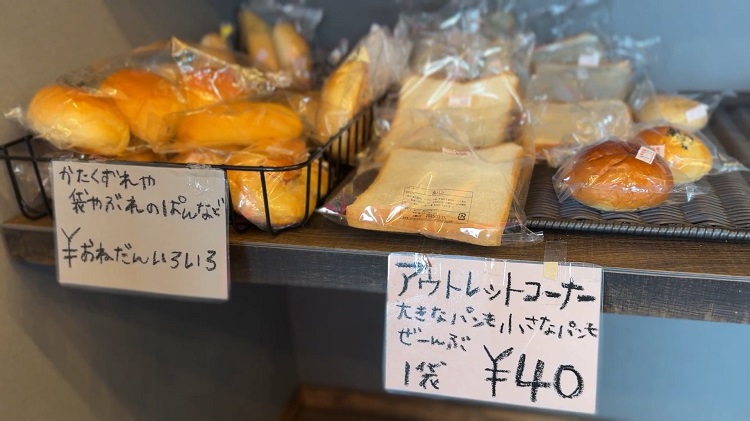 かたくずれや
袋やぶれのぱんなど
¥おねだんいろいろ
アウトレットコーナー
大きなパンも小さなパンも
ぜーんぶ
1袋 ¥40